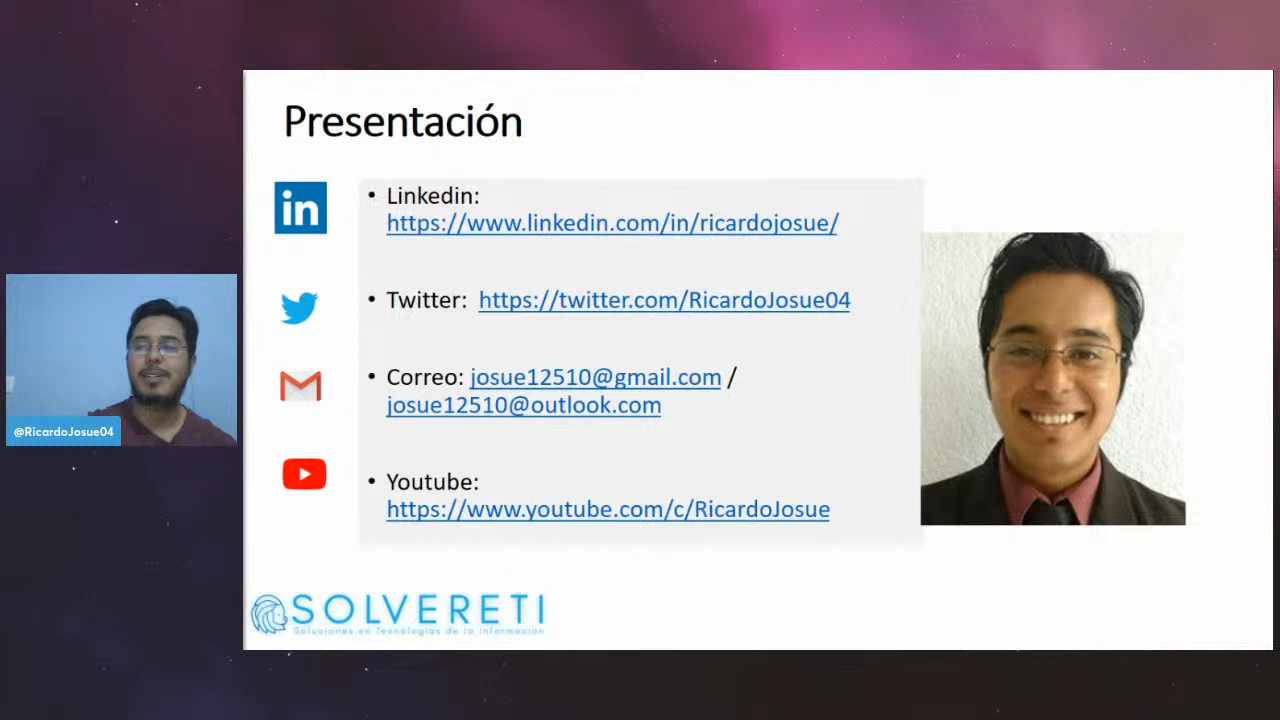 Presentación
in
• Linkedin:
https://www.linkedin.com/in/ricardojosue/
• Twitter: https://twitter.com/RicardoJosue04
• Correo: josue12510@gmail.com /
josue12510@outlook.com
• Youtube:
https://www.youtube.com/c/RicardoJosue
@RicardoJosue04
SOLVERETI
Soluciones en Tecnologías de la Información